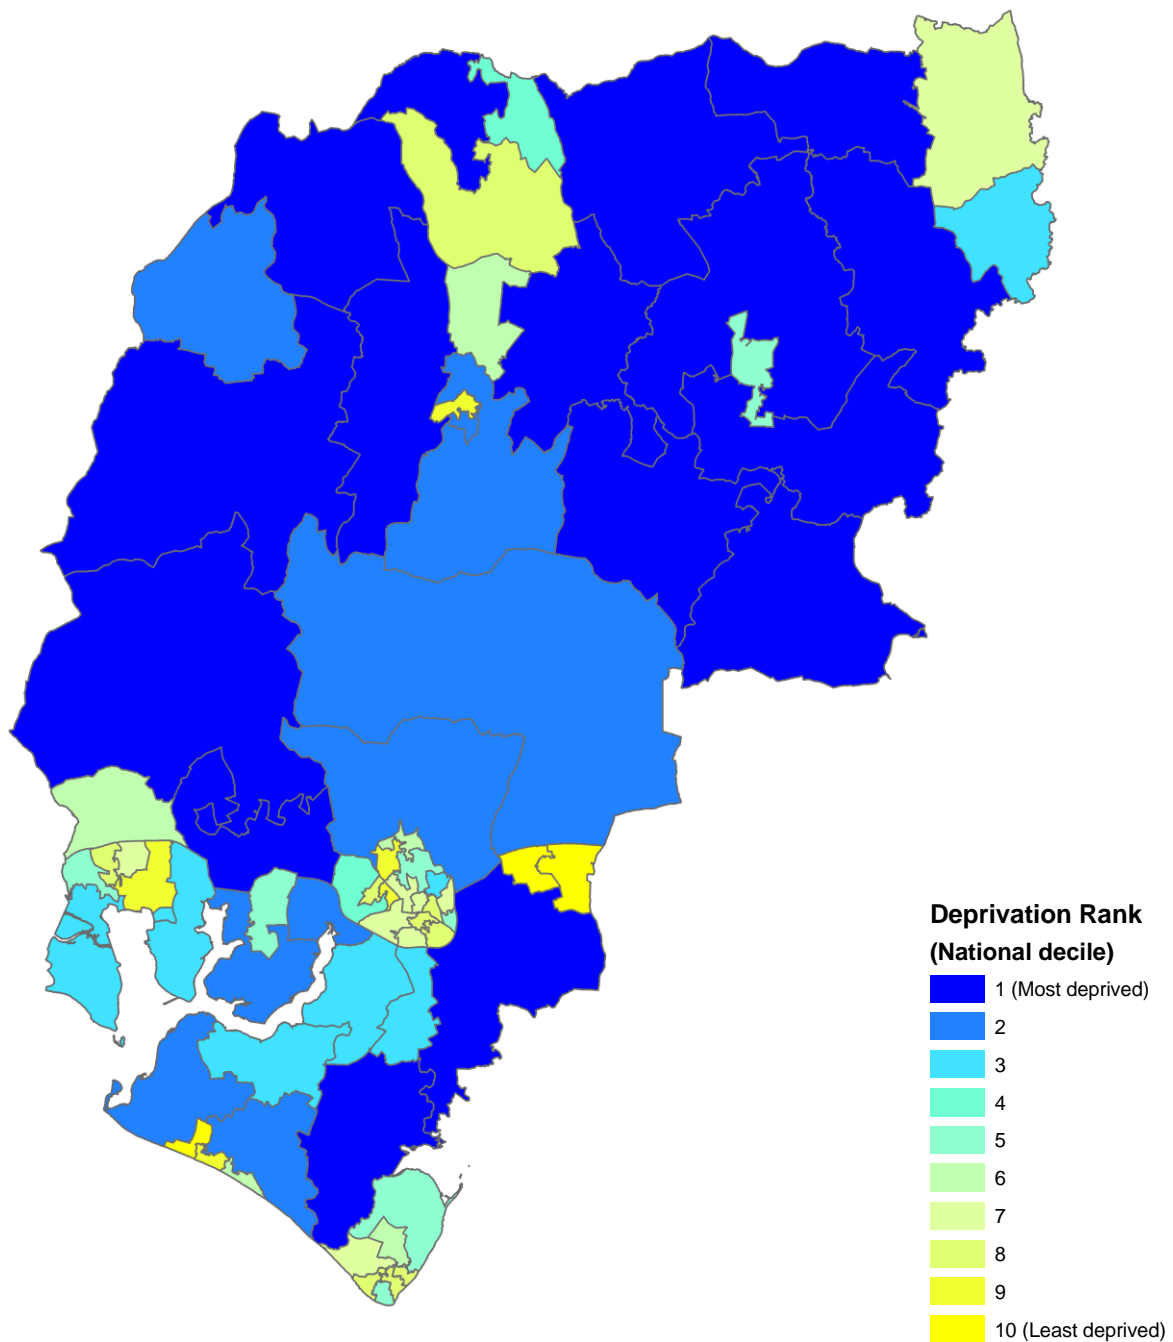 Deprivation Rank
(National decile)
1 (Most deprived)
2
3
4
5
6
7
8
9
10 (Least deprived)